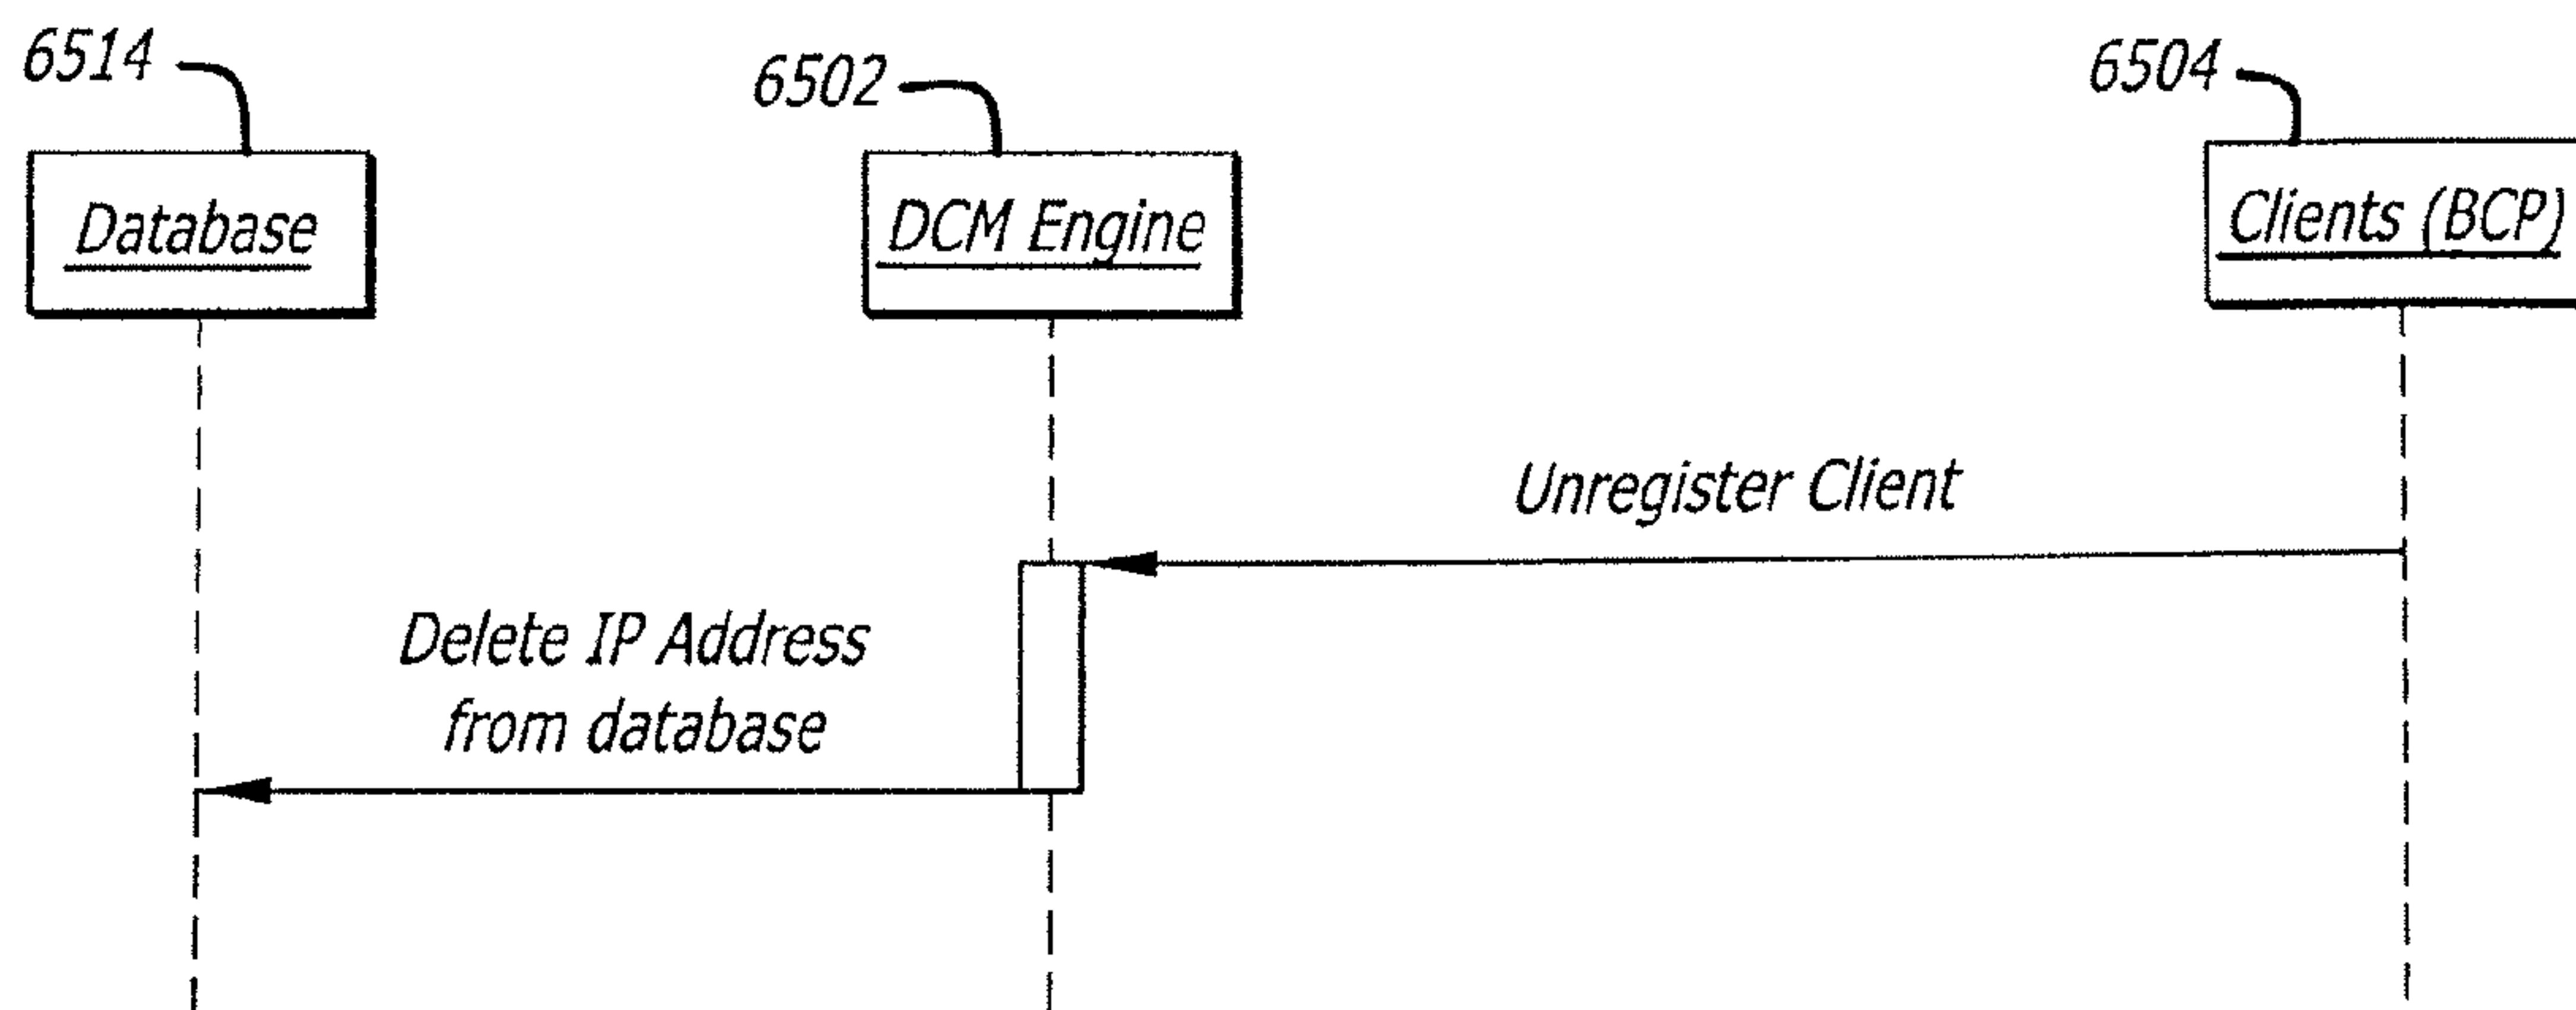 6514
6502
6504
Database
DCM Engine
Clients (BCP)
Unregister Client
Delete IP Address
from database